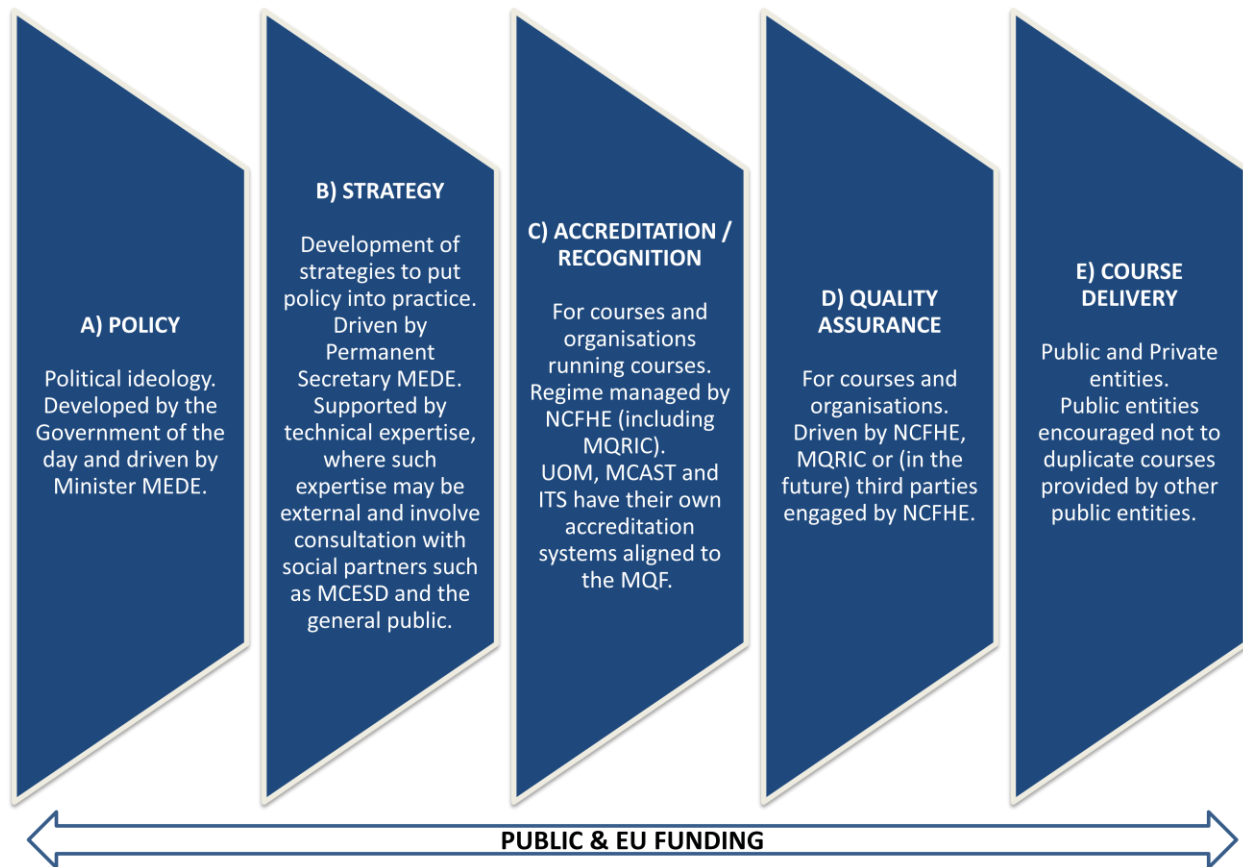 A) POLICY
Political ideology.
Developed by the
Government of the
day and driven by
Minister MEDE.
B) STRATEGY
Development of
strategies to put
policy into practice.
Driven by
Permanent
Secretary MEDE.
Supported by
technical expertise,
where such
expertise may be
external and involve
consultation with
social partners such
as MCESD and the
general public.
C) ACCREDITATION /
RECOGNITION
For courses and
organisations
running courses.
Regime managed by
NCFHE (including
MQRIC).
UOM, MCAST and
ITS have their own
accreditation
systems aligned to
the MQF.
D) QUALITY
ASSURANCE
For courses and
organisations.
Driven by NCFHE,
MQRIC or (in the
future) third parties
engaged by NCFHE.
E) COURSE
DELIVERY
Public and Private
entities.
Public entities
encouraged not to
duplicate courses
provided by other
public entities.
PUBLIC & EU FUNDING